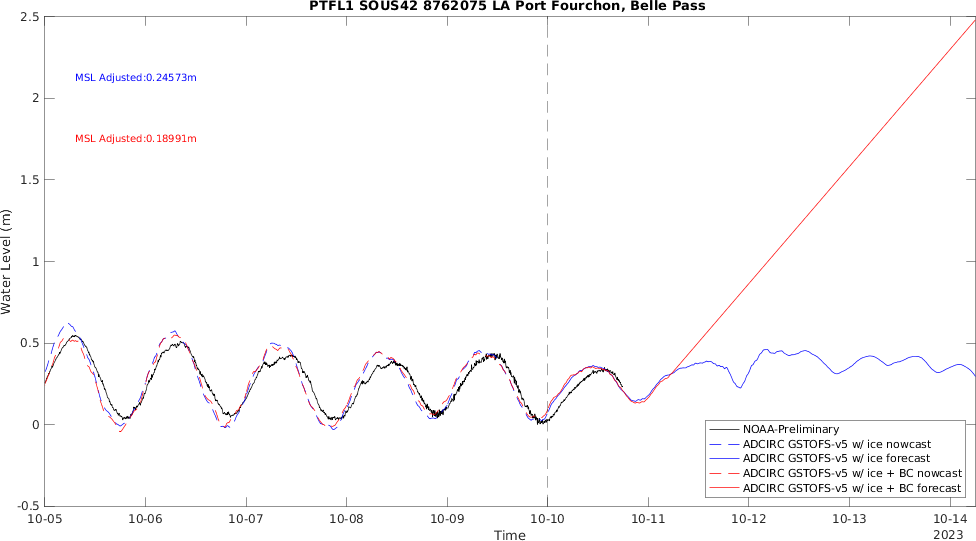 PTFL1 SOUS42 8762075 LA Port Fourchon, Belle Pass
2.5
2
1.5
1
0.5
0
-0.5
Water Level (m)
MSL Adjusted:0.24573m
MSL Adjusted:0.18991m
NOAA-Preliminary
ADCIRC GSTOFS-v5 w/ ice nowcast
ADCIRC GSTOFS-v5 w/ ice forecast
ADCIRC GSTOFS-v5 w/ ice + BC nowcast
ADCIRC GSTOFS-v5 w/ ice + BC forecast
10-05 10-06 10-07 10-08 10-09 10-10 10-11 10-12 10-13 10-14
Time
2023